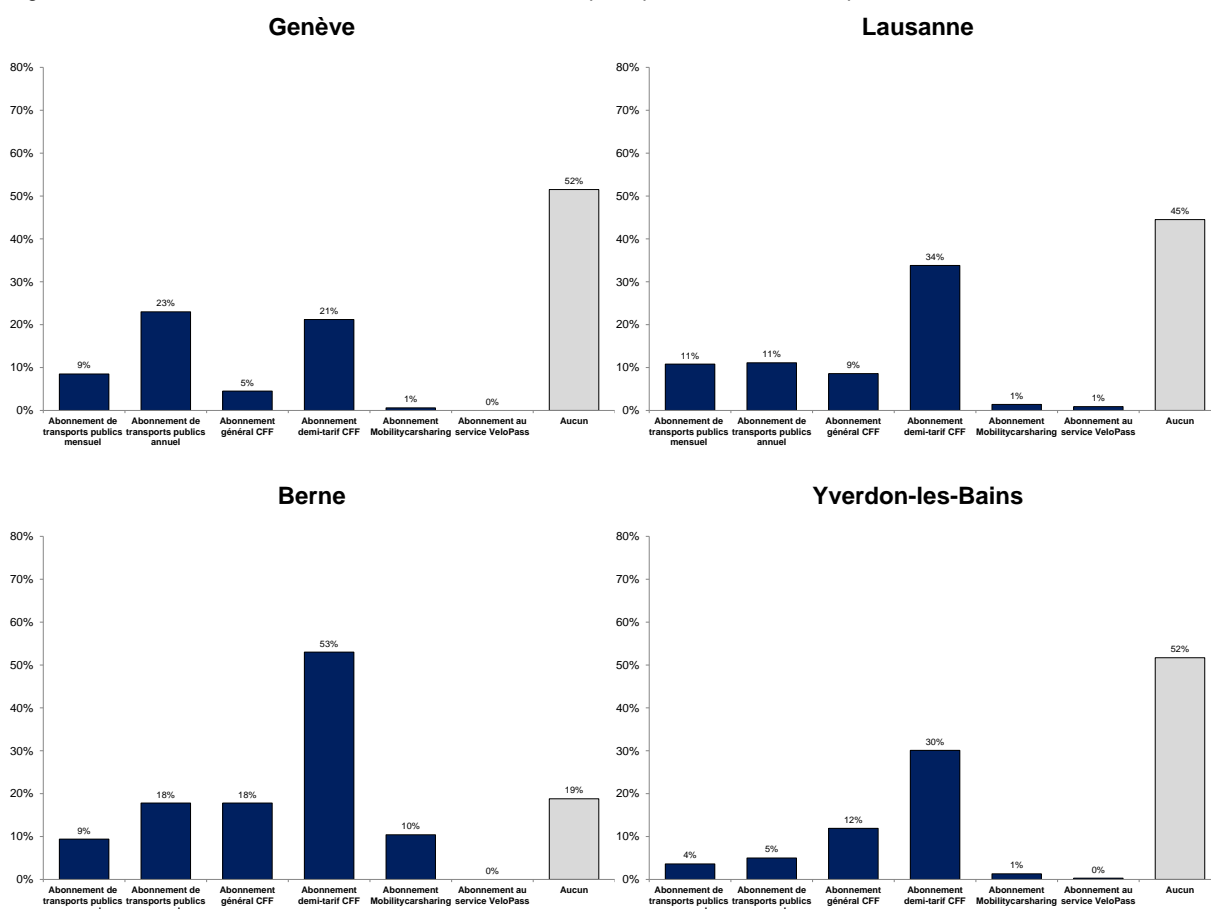 Genève
80%
70%
60%
50%
40%
30%
20%
10%
0%
9%
23%
5%
21%
1%
0%
52%
Abonnement de transports publics mensuel
Abonnement de transports publics annuel
Abonnement général CFF
Abonnement demi-tarif CFF
Abonnement Mobilitycarsharing
Abonnement au service VeloPass
Aucun
Lausanne
80%
70%
60%
50%
40%
30%
20%
10%
0%
11%
11%
9%
34%
1%
1%
45%
Abonnement de transports publics mensuel
Abonnement de transports publics annuel
Abonnement général CFF
Abonnement demi-tarif CFF
Abonnement Mobilitycarsharing
Abonnement au service VeloPass
Aucun
Berne
80%
70%
60%
50%
40%
30%
20%
10%
0%
9%
18%
18%
53%
10%
0%
19%
Abonnement de transports publics
Abonnement de transports publics
Abonnement général CFF
Abonnement demi-tarif CFF
Abonnement Mobilitycarsharing
Abonnement au service VeloPass
Aucun
Yverdon-les-Bains
80%
70%
60%
50%
40%
30%
20%
10%
0%
4%
5%
12%
30%
1%
0%
52%
Abonnement de transports publics
Abonnement de transports publics
Abonnement général CFF
Abonnement demi-tarif CFF
Abonnement Mobilitycarsharing
Abonnement au service VeloPass
Aucun